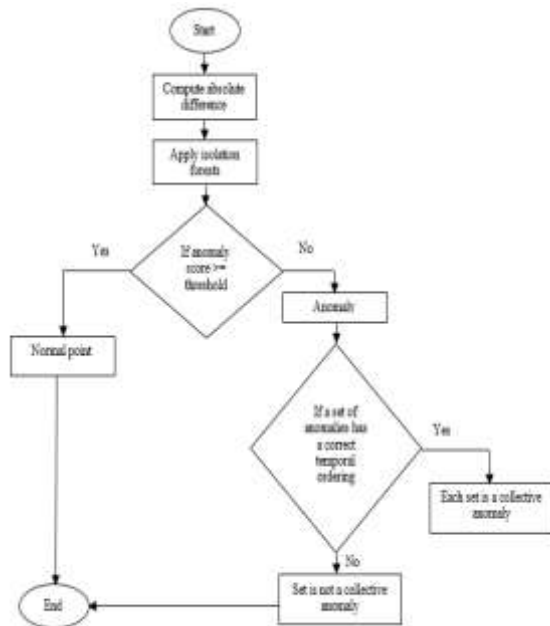 Start
Compute absolute
difference
Apply isolation
forests
Yes
If anomaly
score >=
threshold
No
Anomaly
Normal point
If a set of
anomalies has
a correct
temporal
ordering
Yes
Each set is a collective
anomaly
No
Set is not a collective
anomaly
End